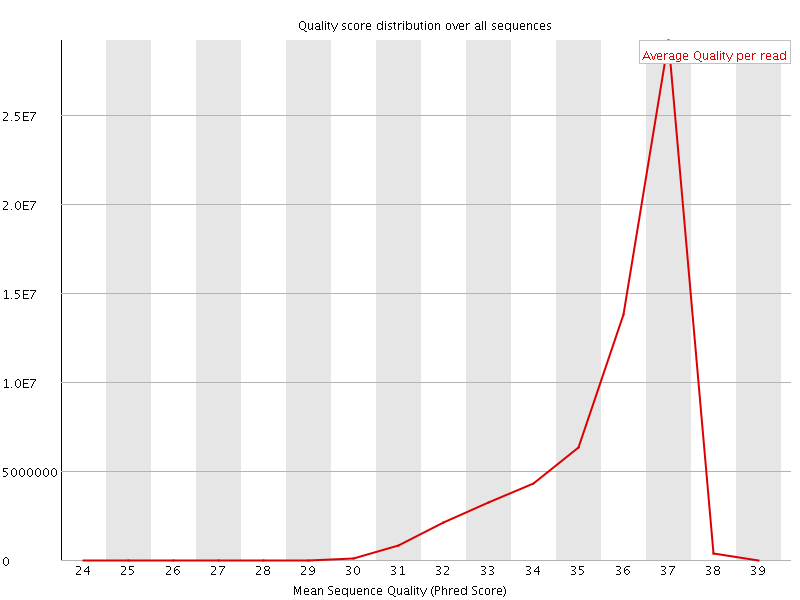 Quality score distribution over all sequences
Average Quality per read
2.5E7
2.0E7
1.5E7
1.0E7
5000000
0
24 25 26 27 28 29 30 31 32 33 34 35 36 37 38 39
Mean Sequence Quality (Phred Score)